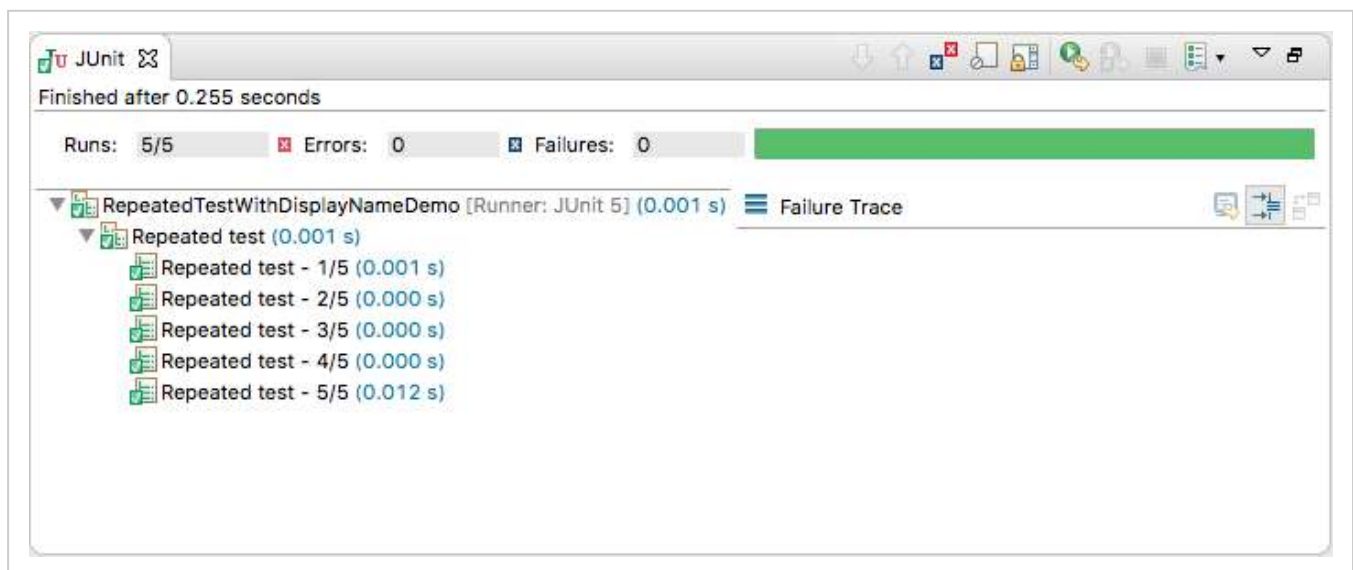 JUnit
Finished after 0.255 seconds
Runs: 5/5 Errors: 0 Failures: 0
RepeatedTestWithDisplayNameDemo [Runner: JUnit 5] (0.001 s) Failure Trace
Repeated test (0.001 s)
Repeated test - 1/5 (0.001 s)
Repeated test - 2/5 (0.000 s)
Repeated test - 3/5 (0.000 s)
Repeated test - 4/5 (0.000 s)
Repeated test - 5/5 (0.012 s)